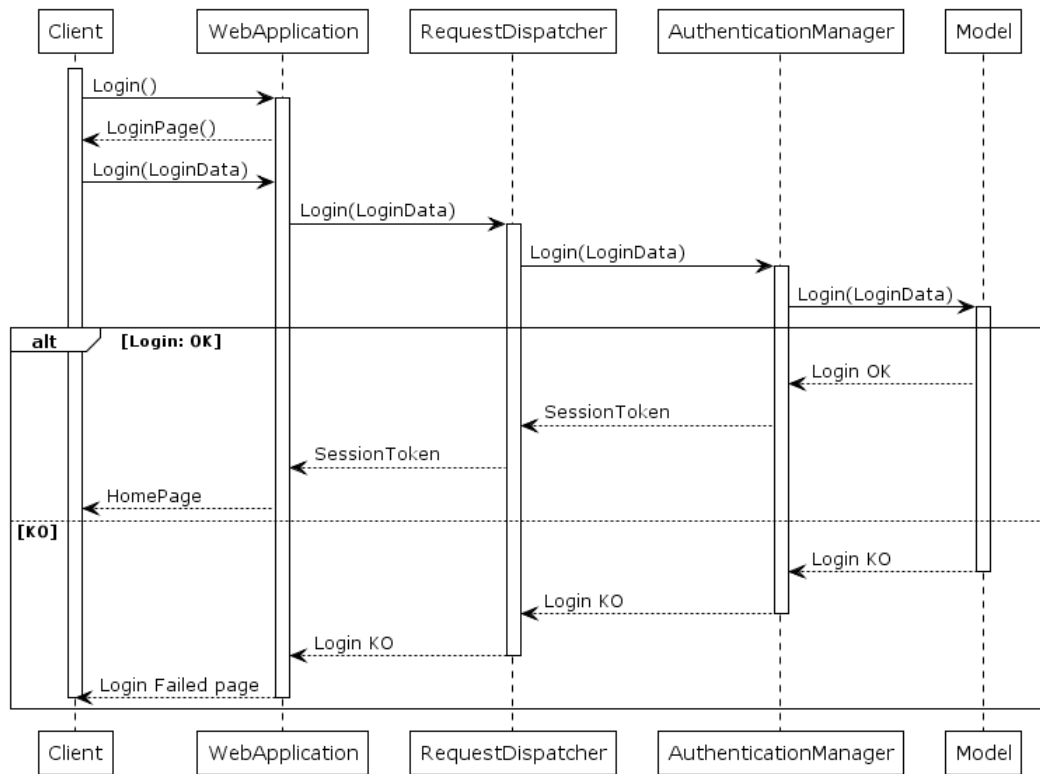 Client WebApplication RequestDispatcher AuthenticationManager Model
Login()
LoginPage()
Login(LoginData)
Login(LoginData)
Login(LoginData)
Login(LoginData)
alt [Login: OK]
Login OK
SessionToken
SessionToken
HomePage
[KO]
Login KO
Login KO
Login KO
Login Failed page
Client WebApplication RequestDispatcher AuthenticationManager Model